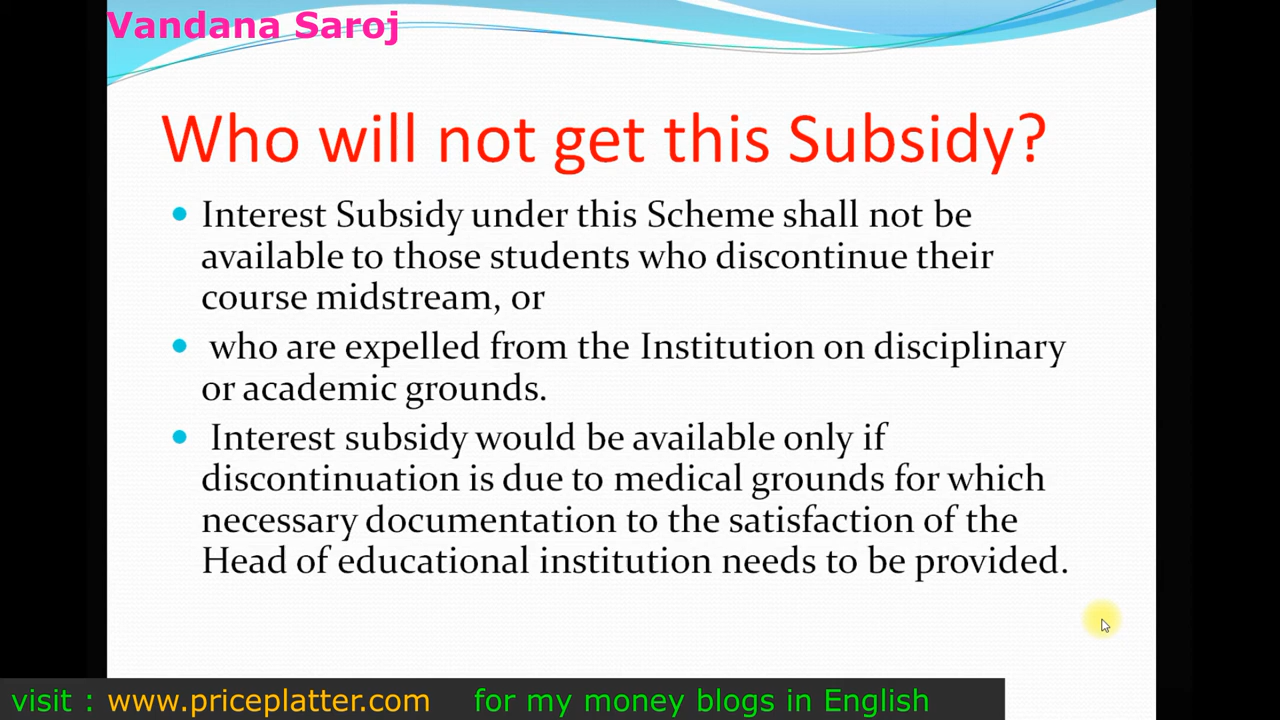 Vandana Saroj
Who will not get this Subsidy?
• Interest Subsidy under this Scheme shall not be
available to those students who discontinue their
course midstream, or
• who are expelled from the Institution on disciplinary
or academic grounds.
• Interest subsidy would be available only if
discontinuation is due to medical grounds for which
necessary documentation to the satisfaction of the
Head of educational institution needs to be provided.
visit : www.priceplatter.com for my money blogs in English